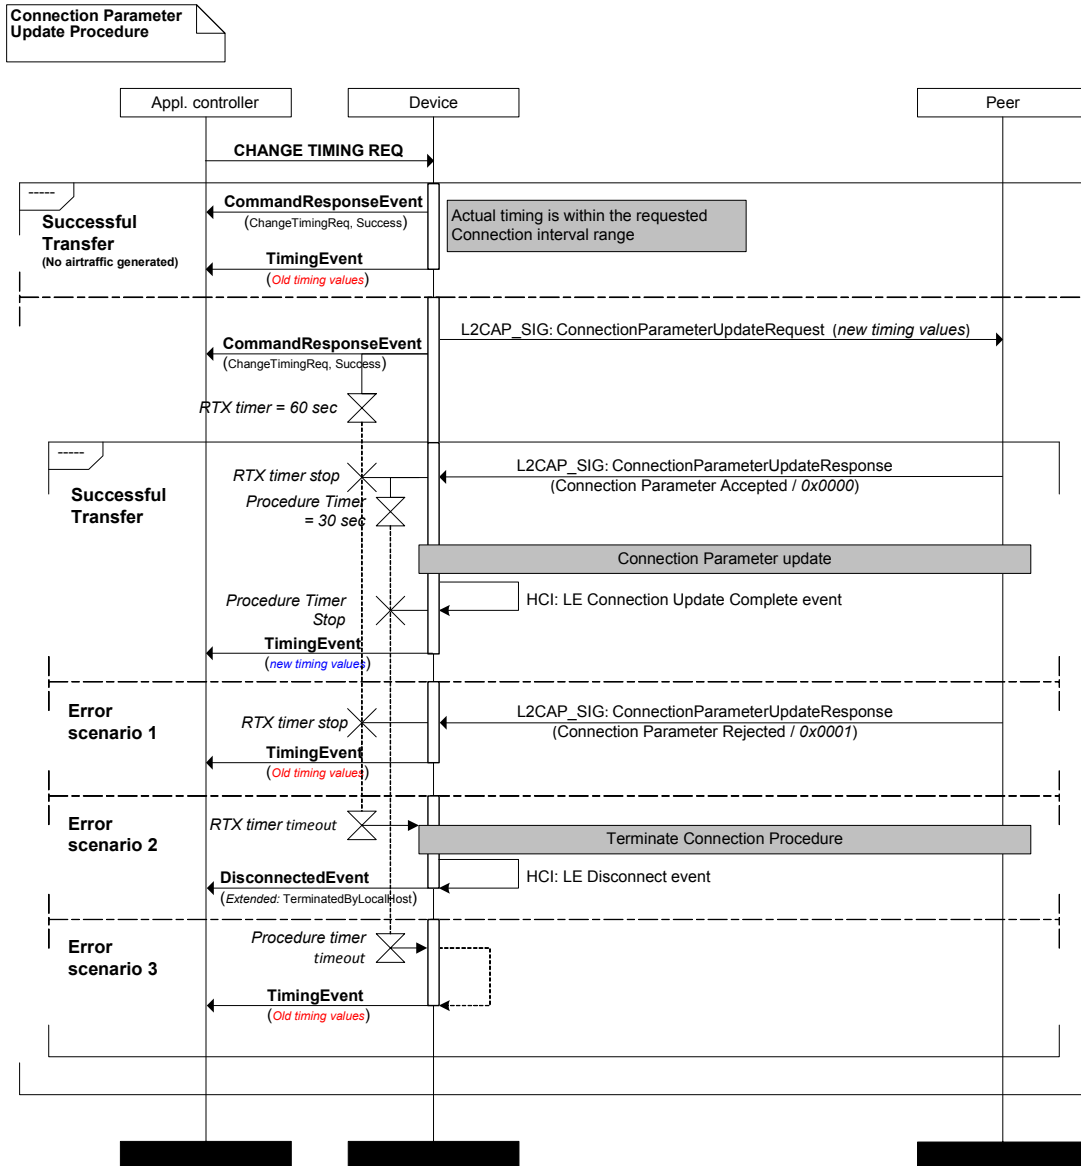 Connection Parameter
Update Procedure
Appl. controller
Device
Peer
CHANGE TIMING REQ
-----
Successful
Transfer
(No airtraffic generated)
CommandResponseEvent
(ChangeTimingReq, Success)
Actual timing is within the requested
Connection interval range
TimingEvent
(Old timing values)
L2CAP_SIG: ConnectionParameterUpdateRequest (new timing values)
CommandResponseEvent
(ChangeTimingReq, Success)
RTX timer = 60 sec
-----
Successful
Transfer
RTX timer stop
L2CAP_SIG: ConnectionParameterUpdateResponse
(Connection Parameter Accepted / 0x0000)
Procedure Timer
= 30 sec
Connection Parameter update
Procedure Timer
Stop
HCI: LE Connection Update Complete event
TimingEvent
(new timing values)
Error
scenario 1
RTX timer stop
L2CAP_SIG: ConnectionParameterUpdateResponse
(Connection Parameter Rejected / 0x0001)
TimingEvent
(Old timing values)
Error
scenario 2
RTX timer timeout
Terminate Connection Procedure
HCI: LE Disconnect event
DisconnectedEvent
(Extended: TerminatedByLocalHost)
Error
scenario 3
Procedure timer
timeout
TimingEvent
(Old timing values)